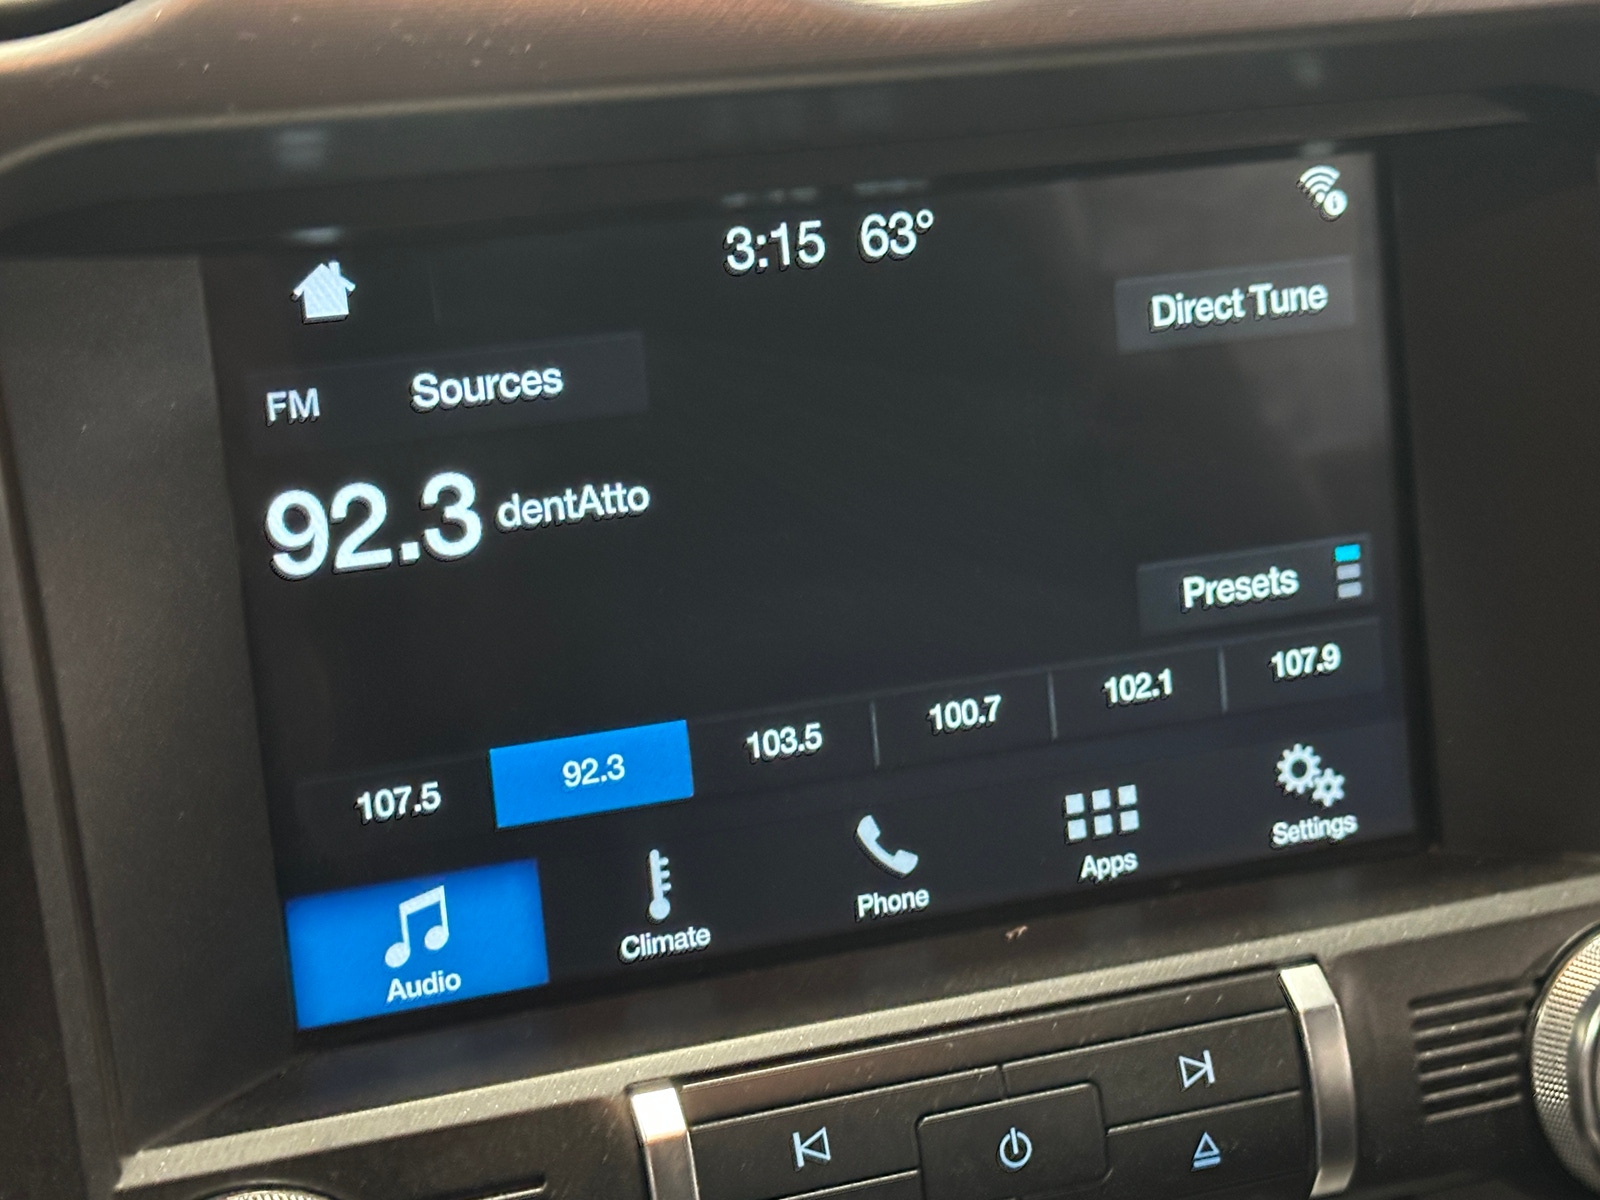 3:15 63°
Direct Tune
FM Sources
92.3 dentAtto
Presets
107.5 92.3 103.5 100.7 102.1 107.9
Audio Climate Phone Apps Settings